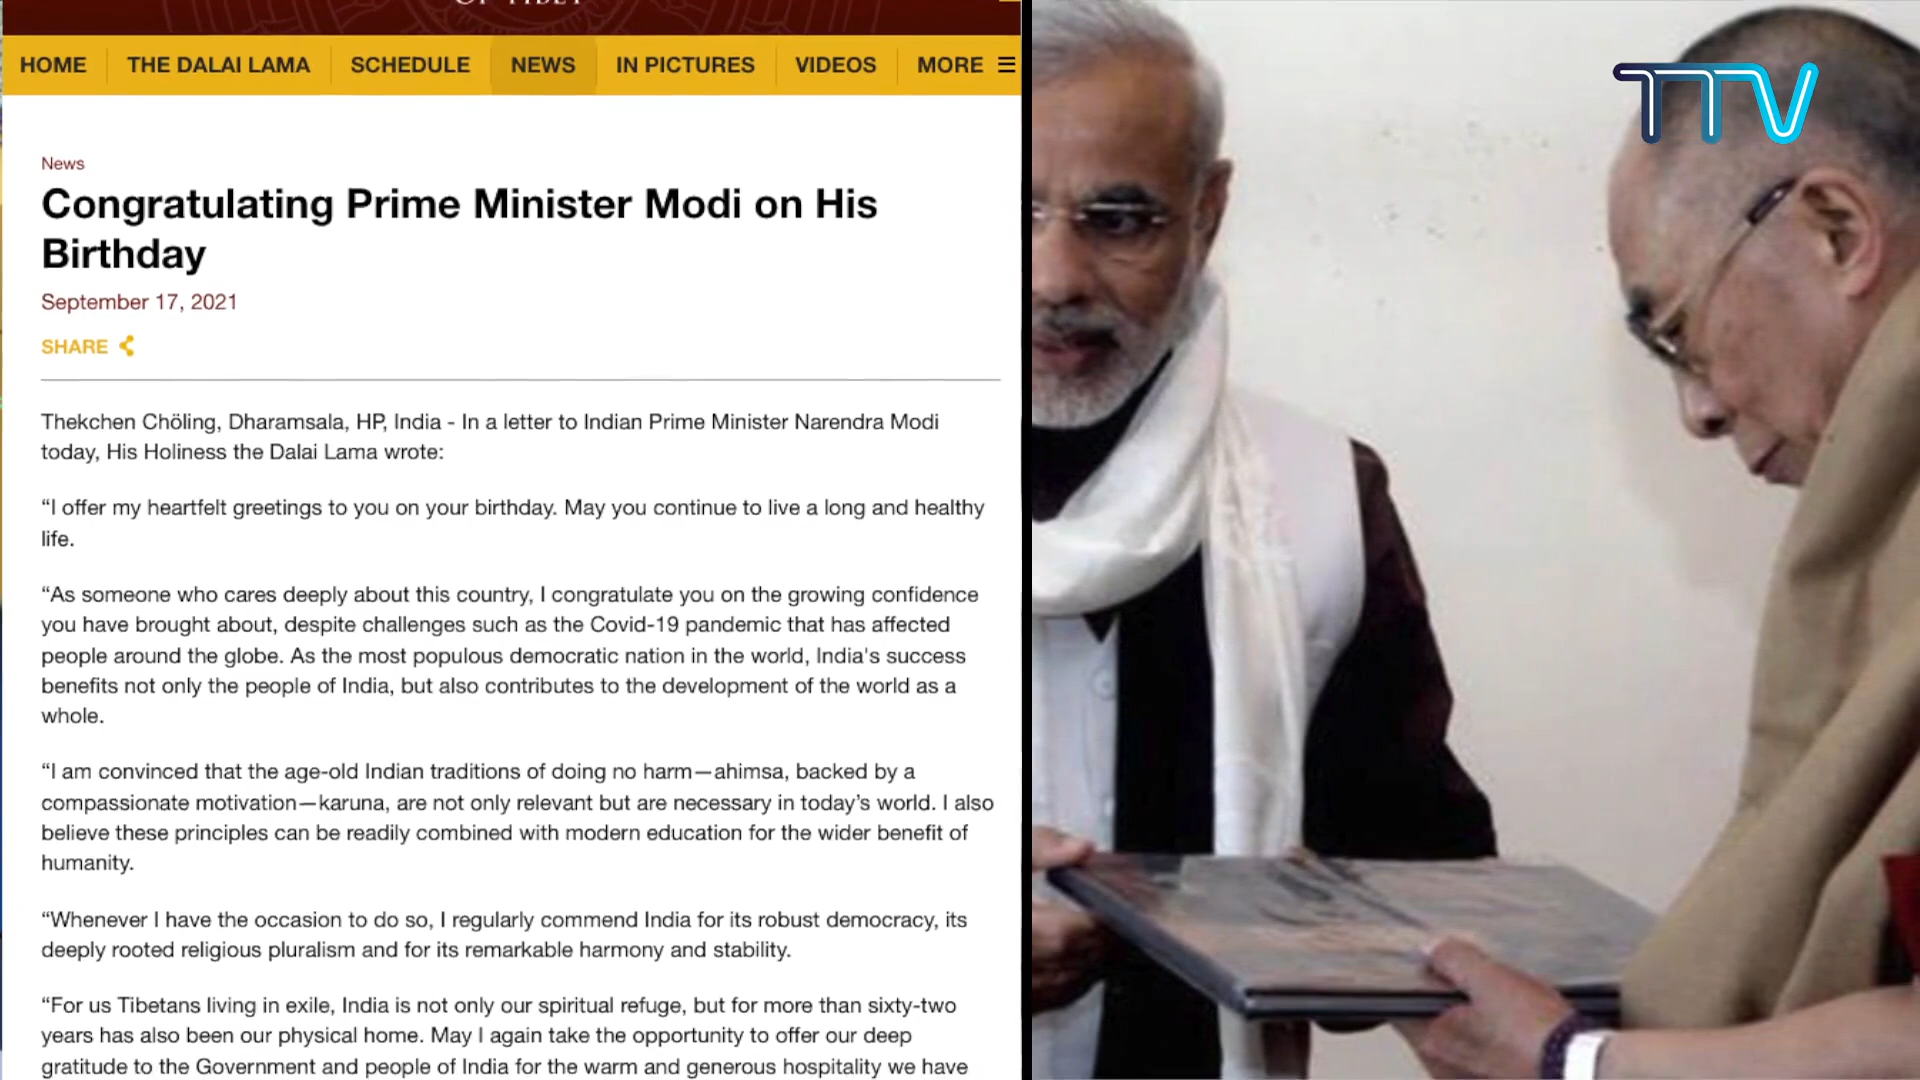 OF TIBET
HOME THE DALAI LAMA SCHEDULE NEWS IN PICTURES VIDEOS MORE
TTV
News
Congratulating Prime Minister Modi on His
Birthday
September 17, 2021
SHARE
Thekchen Chöling, Dharamsala, HP, India - In a letter to Indian Prime Minister Narendra Modi
today, His Holiness the Dalai Lama wrote:
“I offer my heartfelt greetings to you on your birthday. May you continue to live a long and healthy
life.
“As someone who cares deeply about this country, I congratulate you on the growing confidence
you have brought about, despite challenges such as the Covid-19 pandemic that has affected
people around the globe. As the most populous democratic nation in the world, India's success
benefits not only the people of India, but also contributes to the development of the world as a
whole.
“I am convinced that the age-old Indian traditions of doing no harm—ahimsa, backed by a
compassionate motivation—karuna, are not only relevant but are necessary in today’s world. I also
believe these principles can be readily combined with modern education for the wider benefit of
humanity.
“Whenever I have the occasion to do so, I regularly commend India for its robust democracy, its
deeply rooted religious pluralism and for its remarkable harmony and stability.
“For us Tibetans living in exile, India is not only our spiritual refuge, but for more than sixty-two
years has also been our physical home. May I again take the opportunity to offer our deep
gratitude to the Government and people of India for the warm and generous hospitality we have